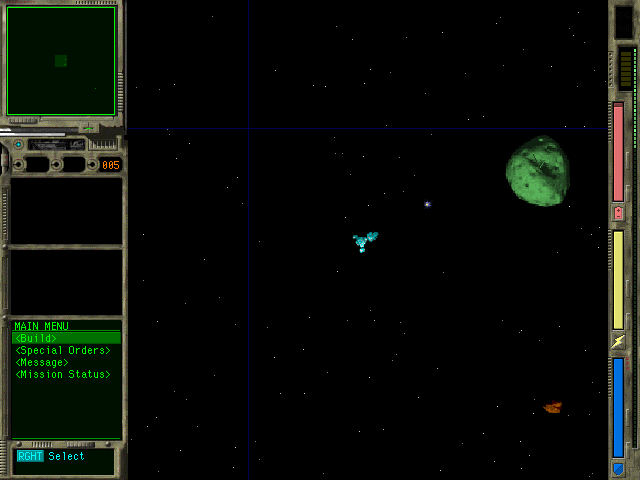 005
MAIN MENU
<Build>
<Special Orders>
<Message>
<Mission Status>
RGHT Select